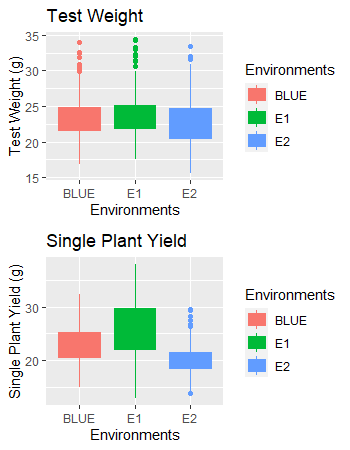 Test Weight
Test Weight (g)
35
30
25
20
15
BLUE E1 E2
Environments
Environments
BLUE
E1
E2
Single Plant Yield
Single Plant Yield (g)
30
20
BLUE E1 E2
Environments
Environments
BLUE
E1
E2